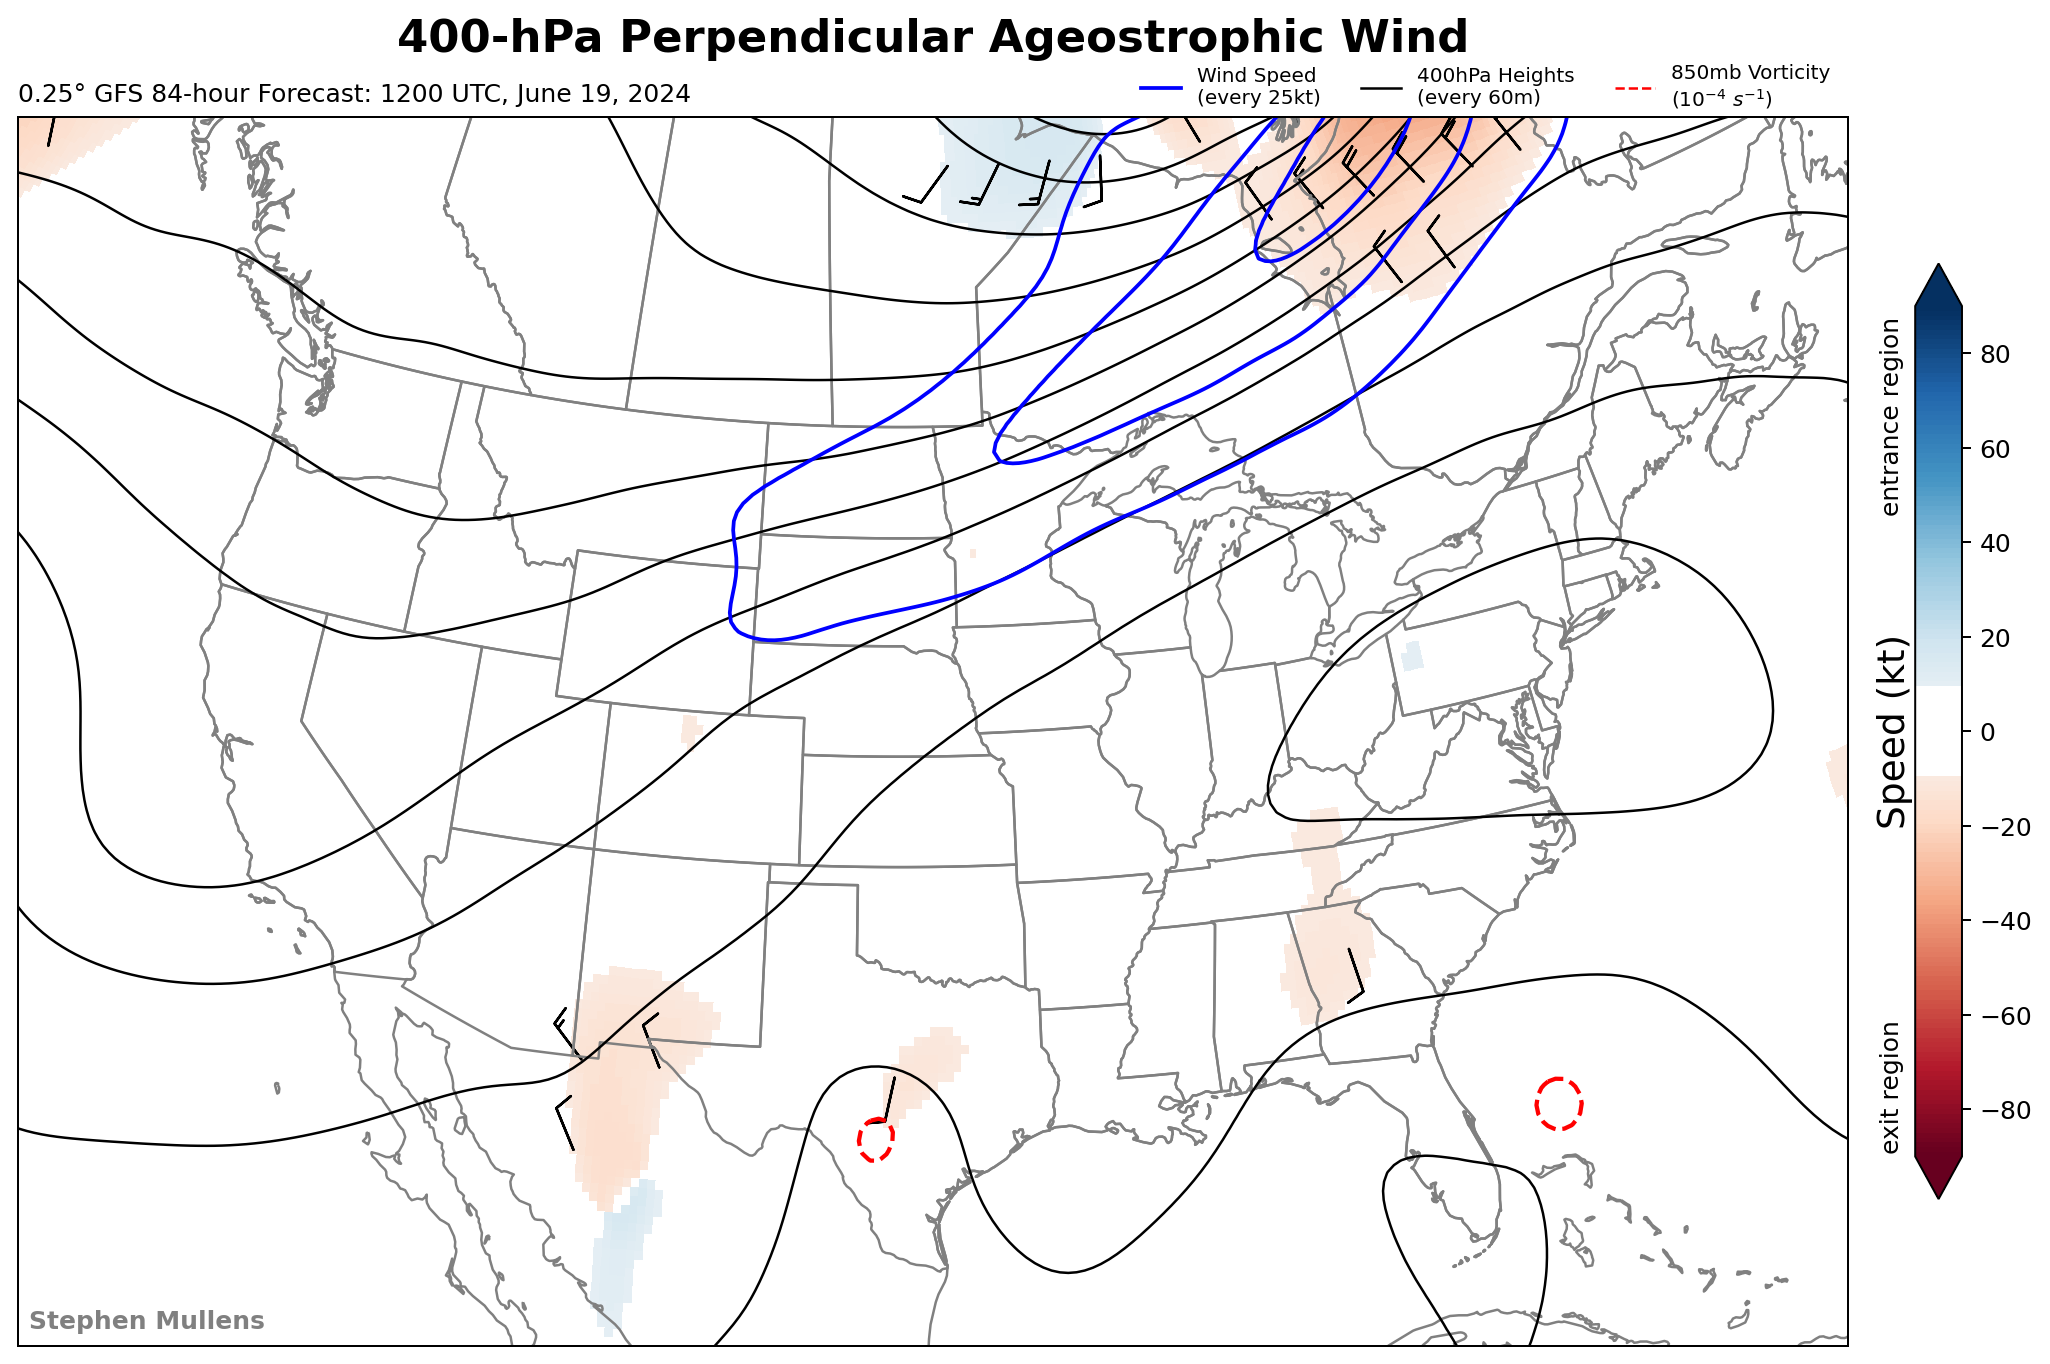 400-hPa Perpendicular Ageostrophic Wind
0.25° GFS 84-hour Forecast: 1200 UTC, June 19, 2024
Wind Speed
(every 25kt)
400hPa Heights
(every 60m)
850mb Vorticity
(10⁻⁴ s⁻¹)
entrance region
Speed (kt)
exit region
80
60
40
20
0
−20
−40
−60
−80
Stephen Mullens